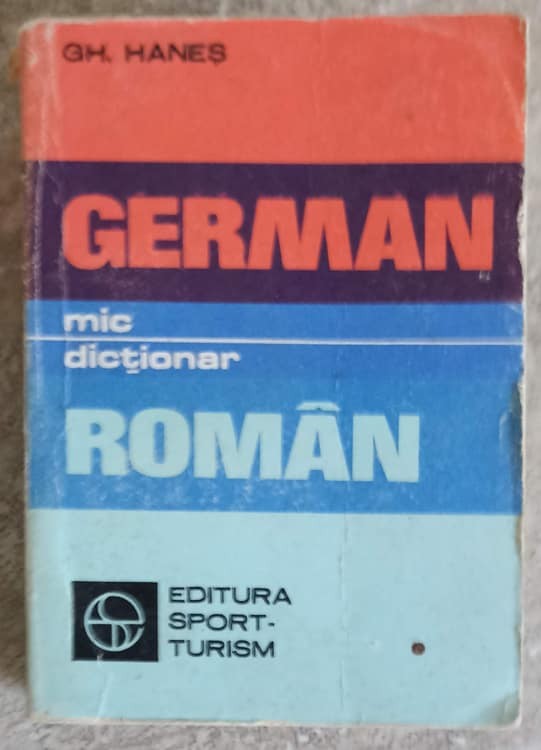 GH. HANEȘ
GERMAN
mic
dicționar
ROMÂN
EDITURA
SPORT-
TURISM